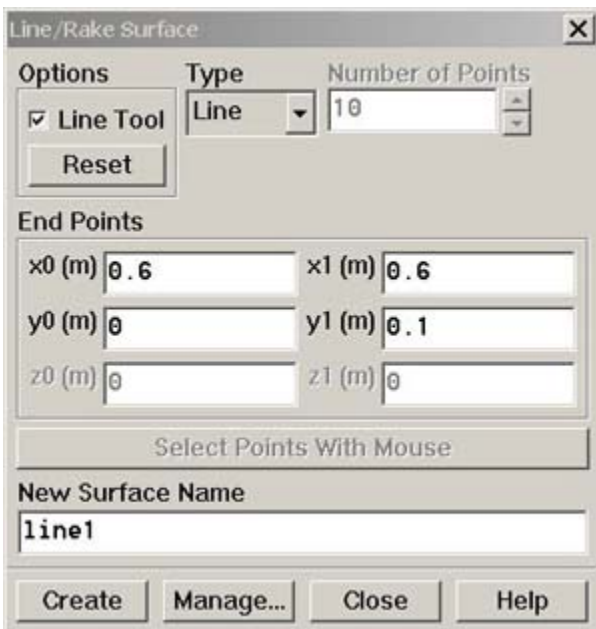 Line/Rake Surface
Options Type Number of Points
Line Tool Line 10
Reset
End Points
x0 (m) 0.6 x1 (m) 0.6
y0 (m) 0 y1 (m) 0.1
z0 (m) 0 z1 (m) 0
Select Points With Mouse
New Surface Name
line1
Create Manage... Close Help